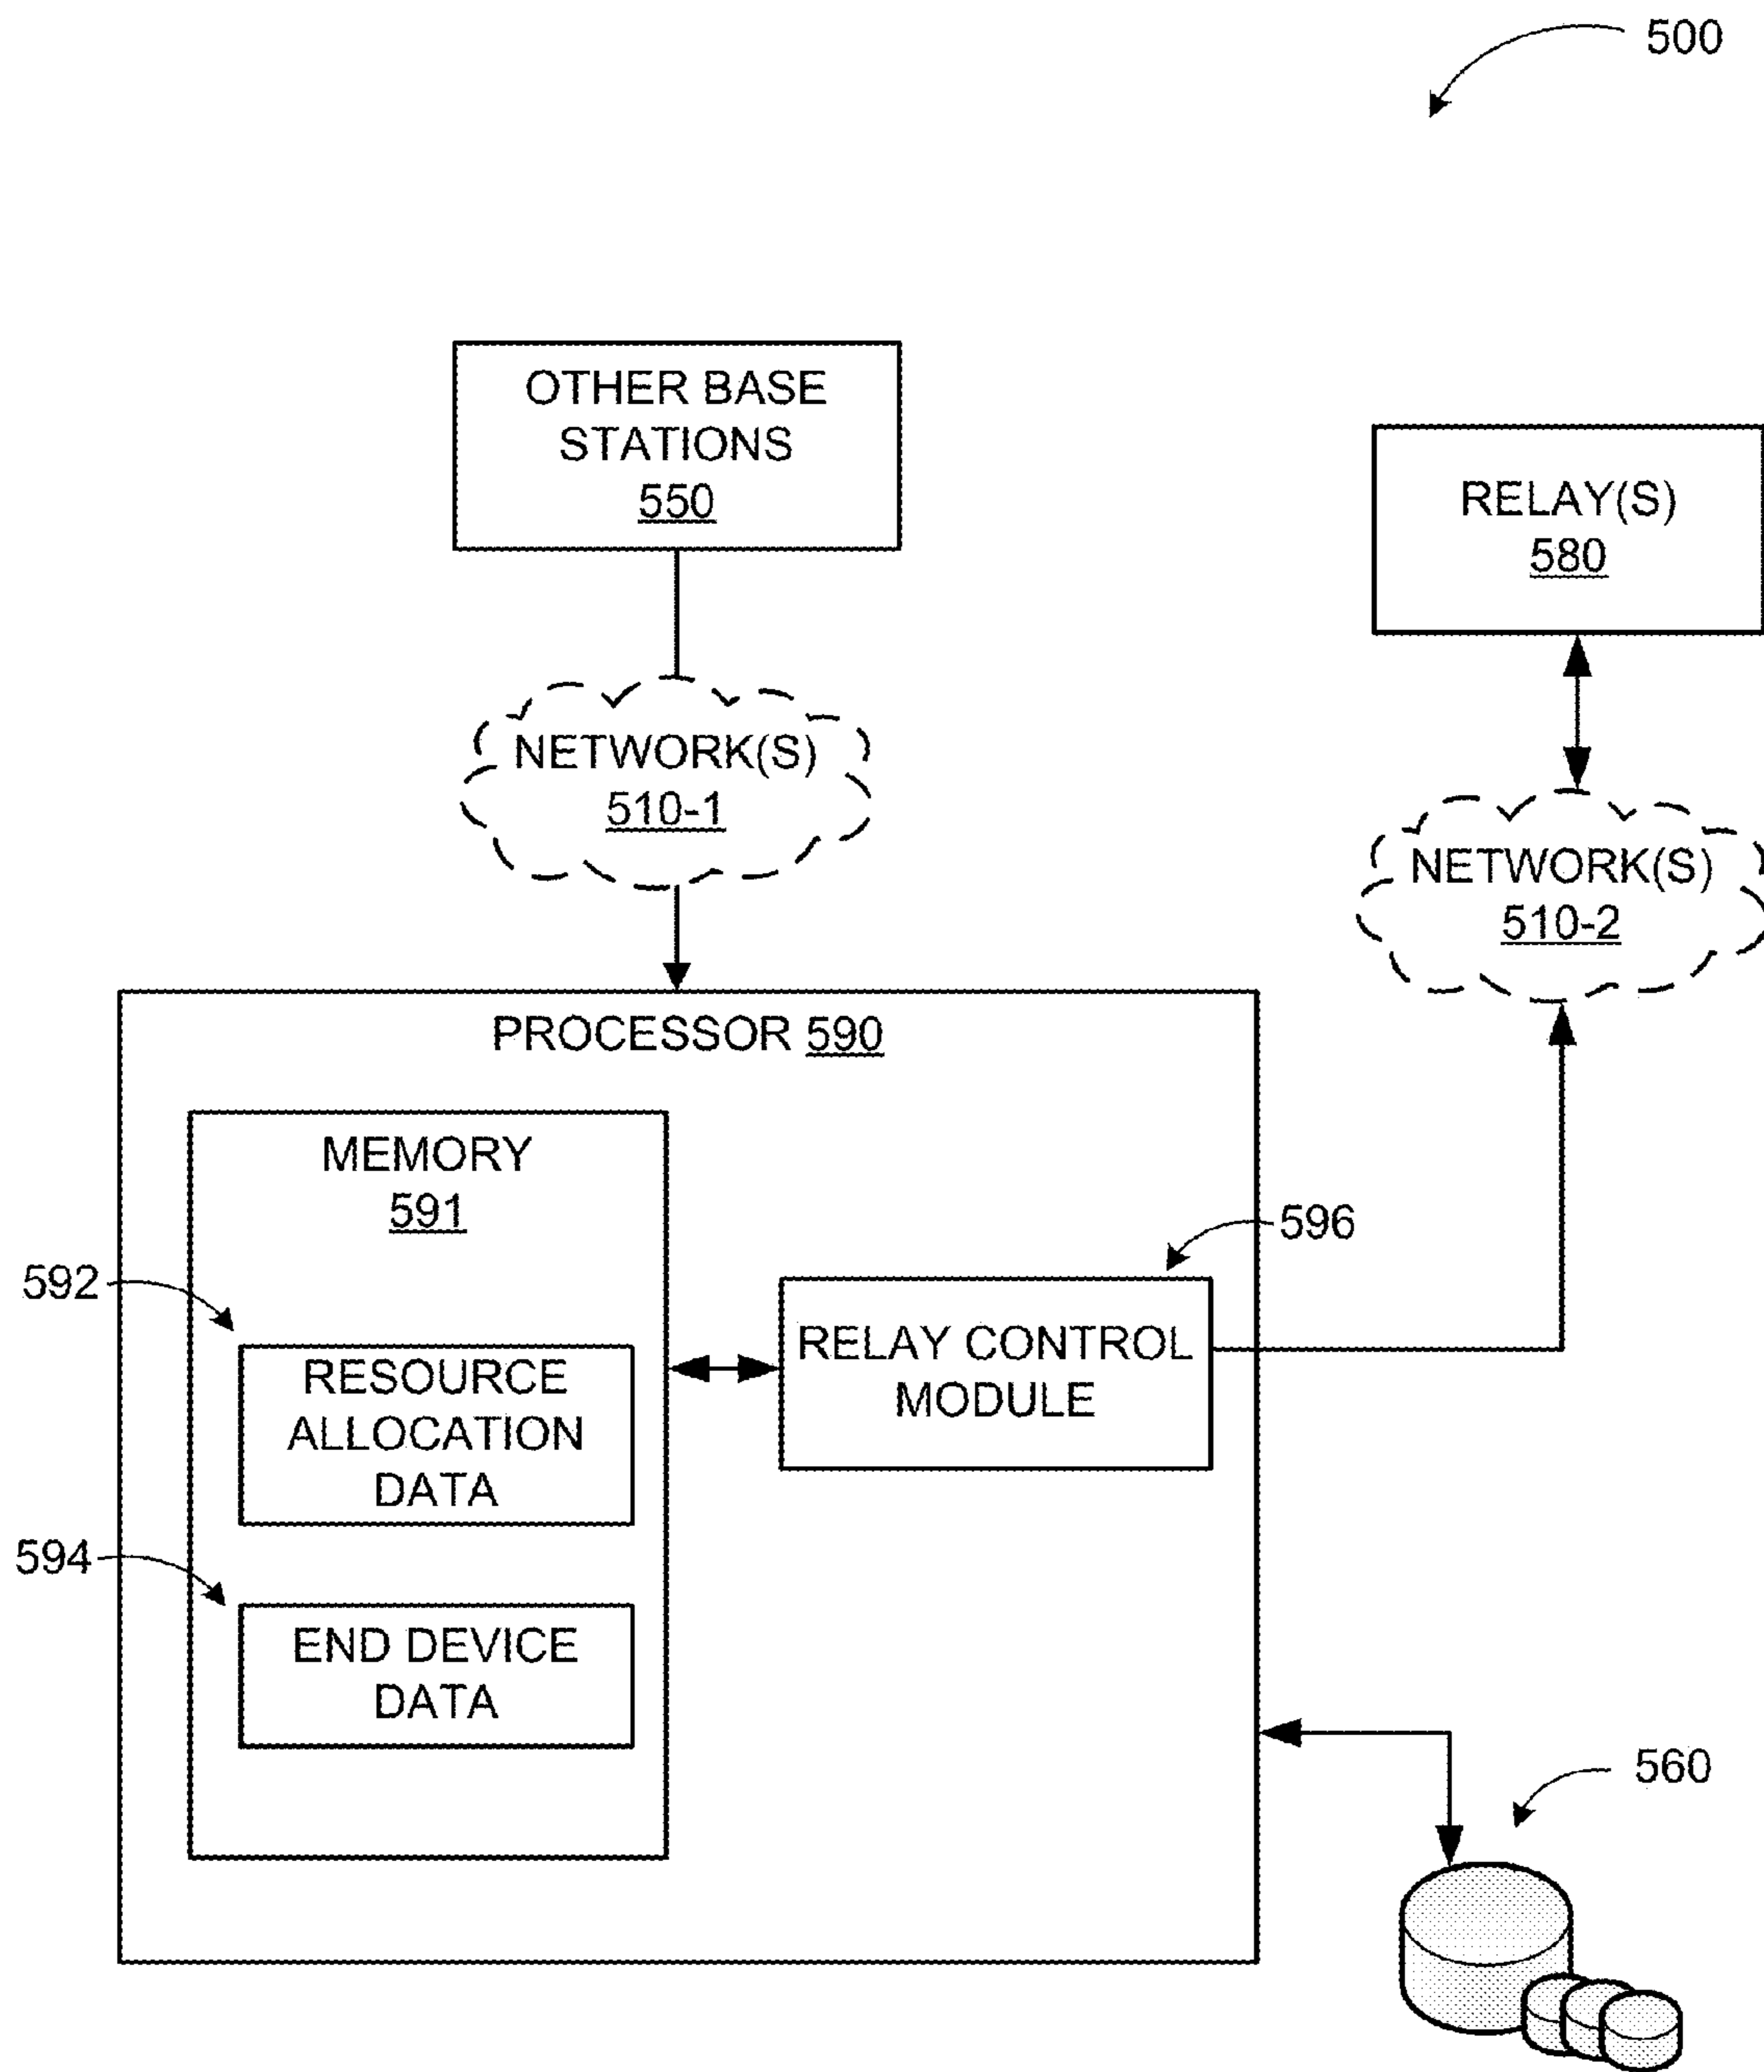 500
OTHER BASE
STATIONS
550
RELAY(S)
580
NETWORK(S)
510-1
NETWORK(S)
510-2
PROCESSOR 590
MEMORY
591
596
592
RELAY CONTROL
MODULE
RESOURCE
ALLOCATION
DATA
594
END DEVICE
DATA
560